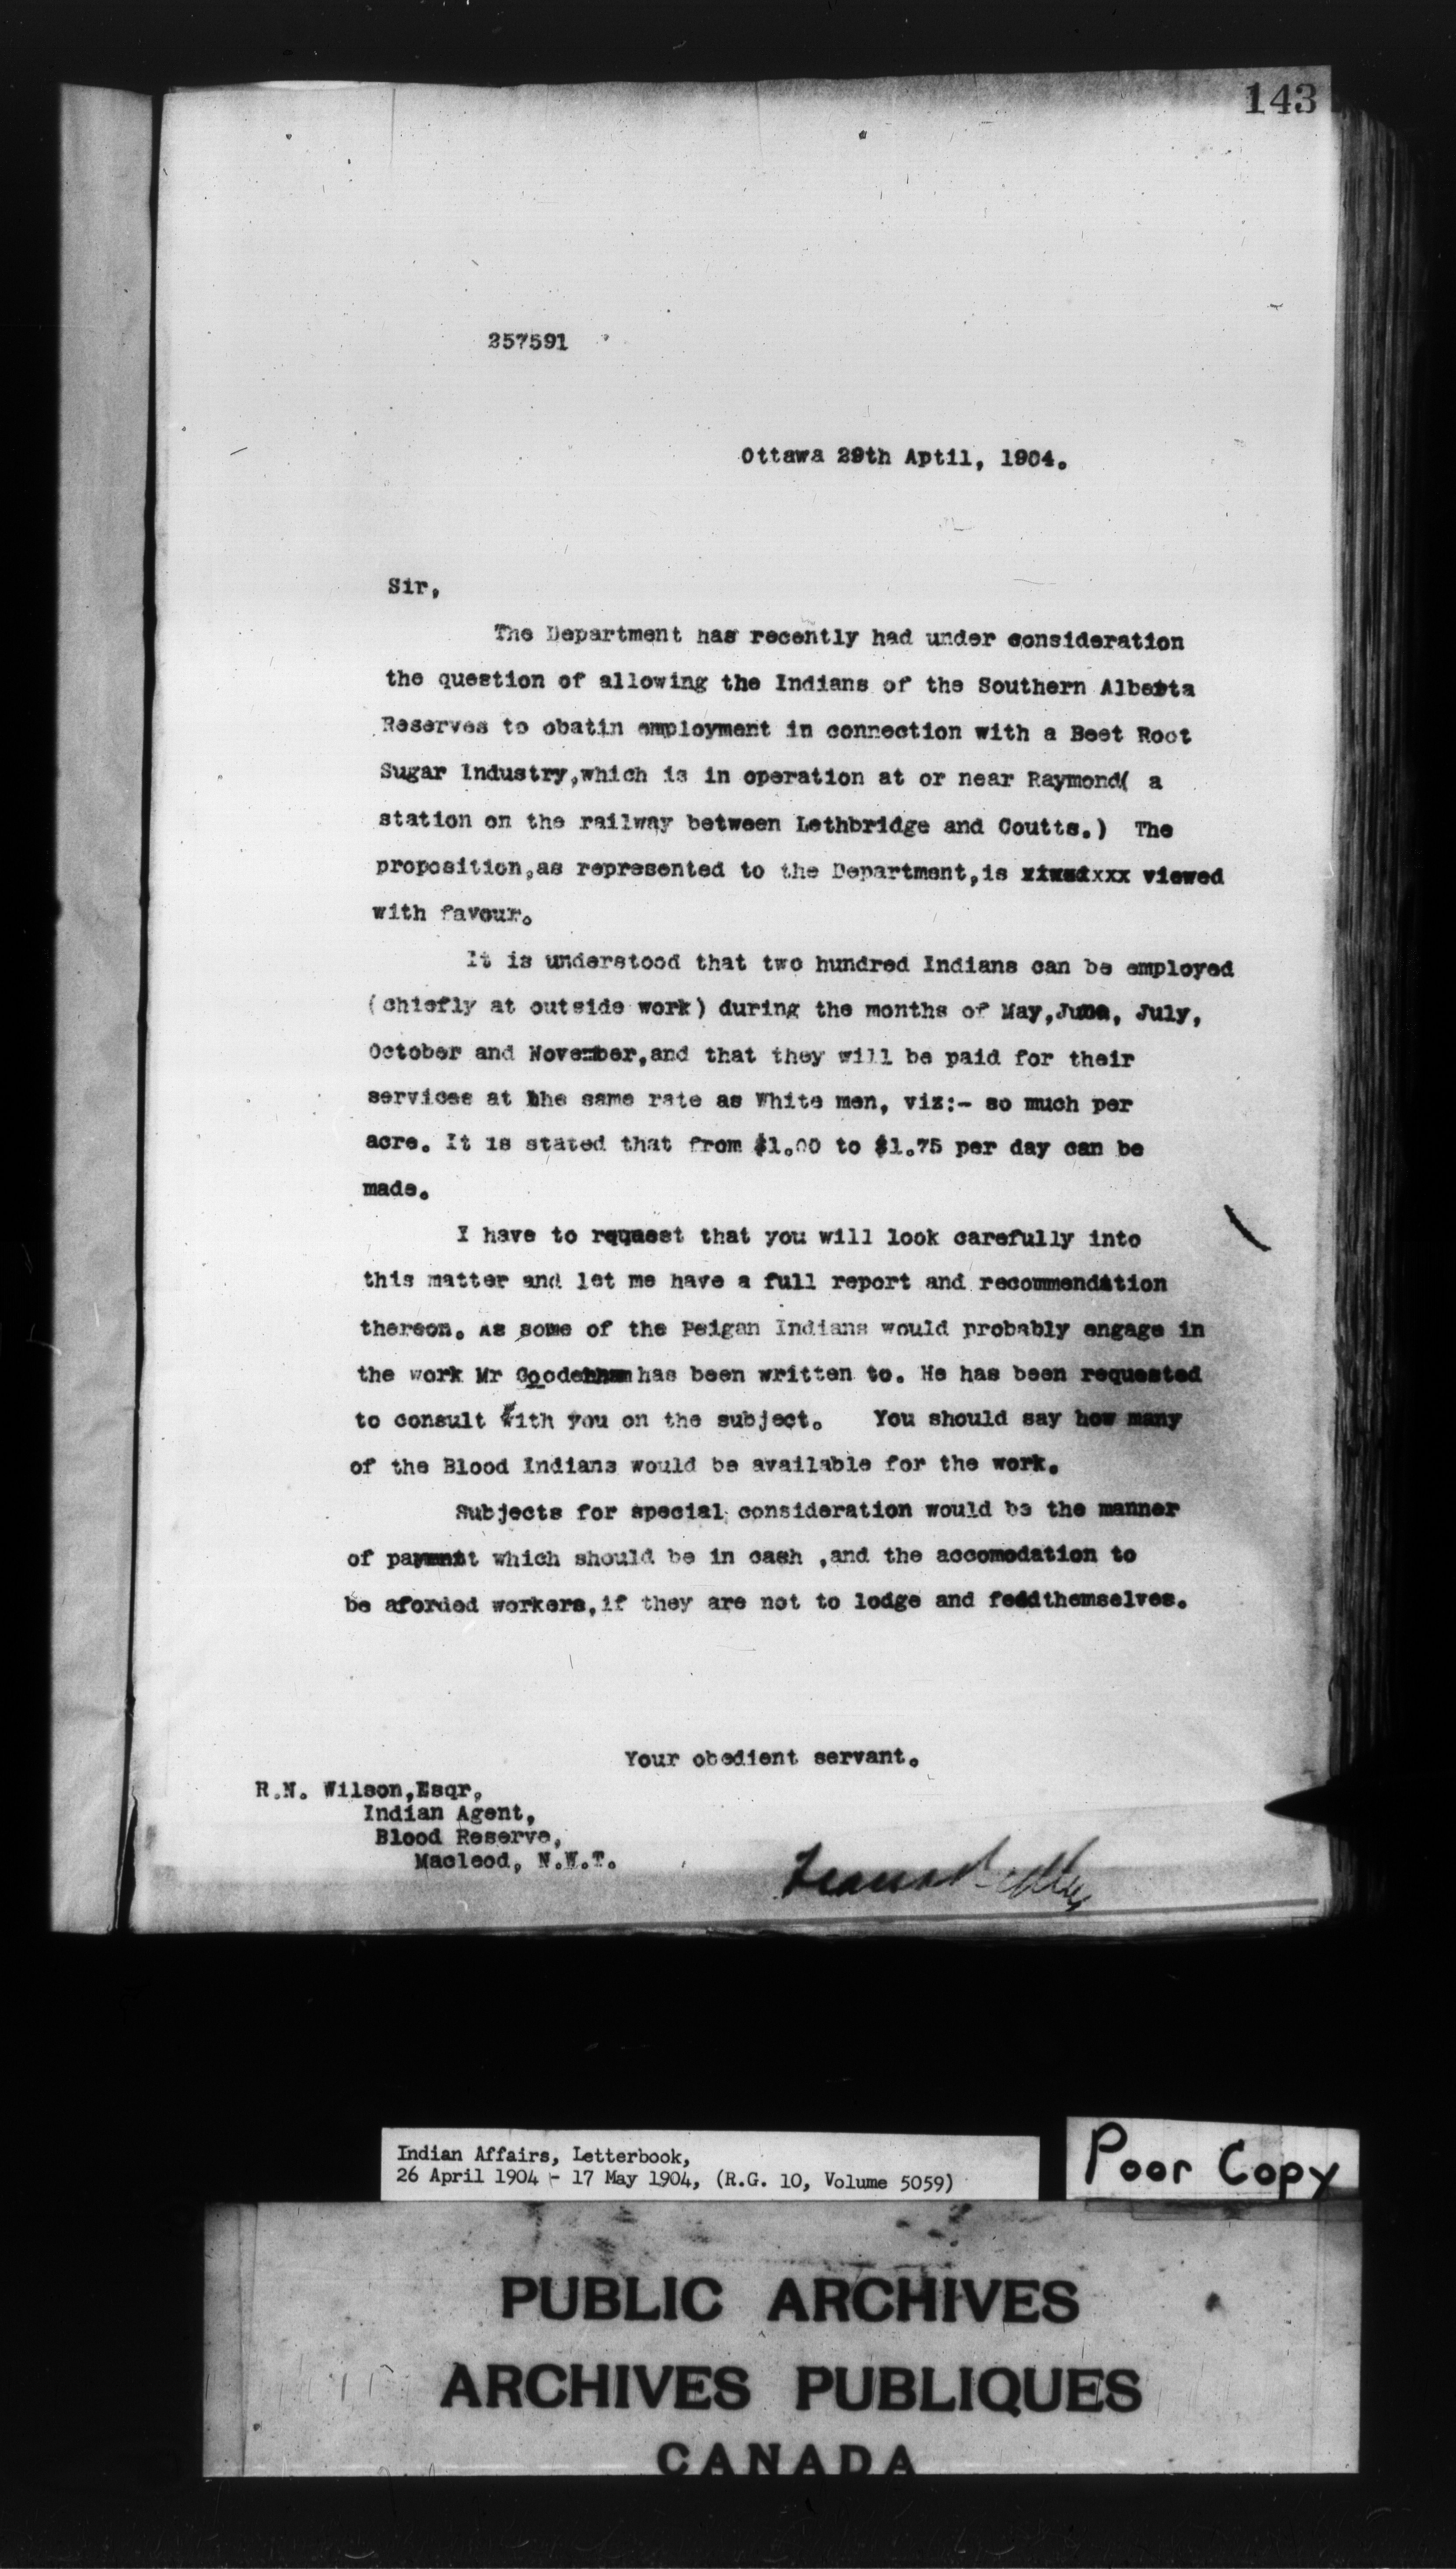 143
257591
Ottawa 29th Aptil, 1904.
Sir,
The Department has recently had under consideration
the question of allowing the Indians of the Southern Alberta
Reserves to obatin employment in connection with a Beet Root
Sugar Industry,which is in operation at or near Raymond( a
station on the railway between Lethbridge and Coutts.) The
proposition,as represented to the Department,is viewed
with favour.
It is understood that two hundred Indians can be employed
(chiefly at outside work) during the months of May,June, July,
October and November,and that they will be paid for their
services at the same rate as White men, viz:- so much per
acre. It is stated that from $1.00 to $1.75 per day can be
made.
I have to request that you will look carefully into
this matter and let me have a full report and recommendation
thereon. As some of the Peigan Indians would probably engage in
the work Mr has been written to. He has been requested
to consult with you on the subject. You should say how many
of the Blood Indians would be available for the work.
Subjects for special consideration would be the manner
of payment which should be in cash ,and the accomodation to
be aforded workers,if they are not to lodge and feedthemselves.
Your obedient servant.
R.N. Wilson,Esqr,
Indian Agent,
Blood Reserve,
Macleod, N.W.T.
Indian Affairs, Letterbook,
26 April 1904 - 17 May 1904, (R.G. 10, Volume 5059)
Poor Copy
PUBLIC ARCHIVES
ARCHIVES PUBLIQUES
CANADA